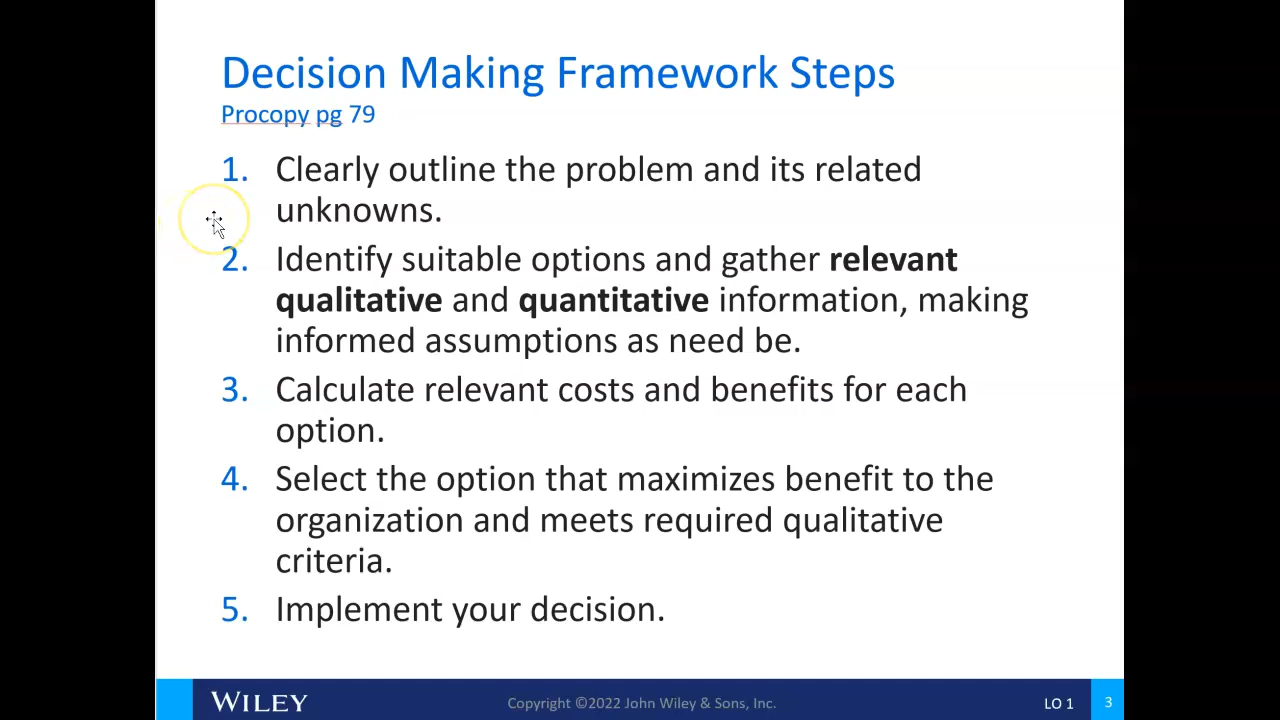 Decision Making Framework Steps
Procopy pg 79
1. Clearly outline the problem and its related
unknowns.
2. Identify suitable options and gather relevant
qualitative and quantitative information, making
informed assumptions as need be.
3. Calculate relevant costs and benefits for each
option.
4. Select the option that maximizes benefit to the
organization and meets required qualitative
criteria.
5. Implement your decision.
WILEY Copyright ©2022 John Wiley & Sons, Inc. LO 1 3